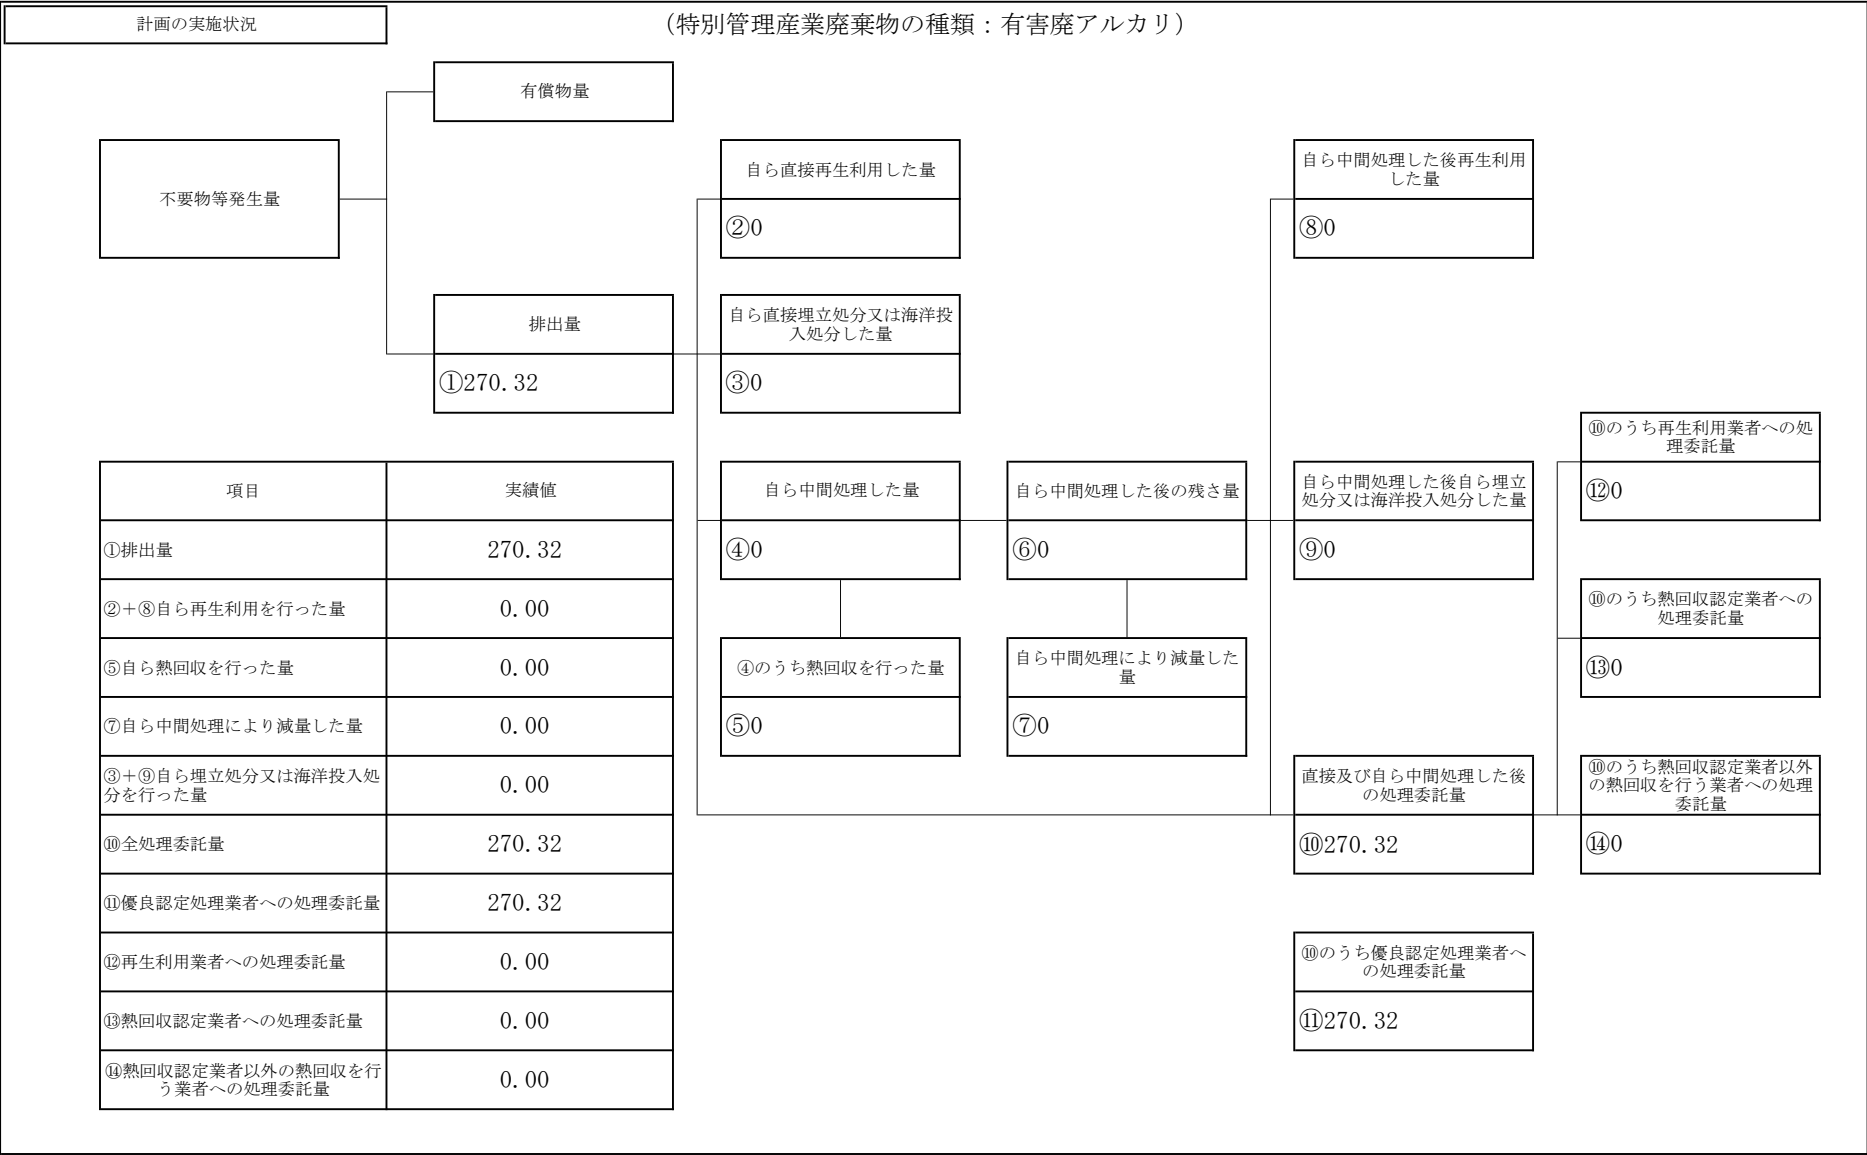 計画の実施状況
（特別管理産業廃棄物の種類：有害廃アルカリ）
有償物量
不要物等発生量
自ら直接再生利用した量
②0
自ら中間処理した後再生利用
した量
⑧0
排出量
①270.32
自ら直接埋立処分又は海洋投
入処分した量
③0
⑩のうち再生利用業者への処
理委託量
⑫0
自ら中間処理した量
④0
自ら中間処理した後の残さ量
⑥0
自ら中間処理した後自ら埋立
処分又は海洋投入処分した量
⑨0
⑩のうち熱回収認定業者への
処理委託量
⑬0
④のうち熱回収を行った量
⑤0
自ら中間処理により減量した
量
⑦0
直接及び自ら中間処理した後
の処理委託量
⑩270.32
⑩のうち熱回収認定業者以外
の熱回収を行う業者への処理
委託量
⑭0
⑩のうち優良認定処理業者へ
の処理委託量
⑪270.32
項目 実績値
①排出量 270.32
②＋⑧自ら再生利用を行った量 0.00
⑤自ら熱回収を行った量 0.00
⑦自ら中間処理により減量した量 0.00
③＋⑨自ら埋立処分又は海洋投入処
分を行った量 0.00
⑩全処理委託量 270.32
⑪優良認定処理業者への処理委託量 270.32
⑫再生利用業者への処理委託量 0.00
⑬熱回収認定業者への処理委託量 0.00
⑭熱回収認定業者以外の熱回収を行
う業者への処理委託量 0.00